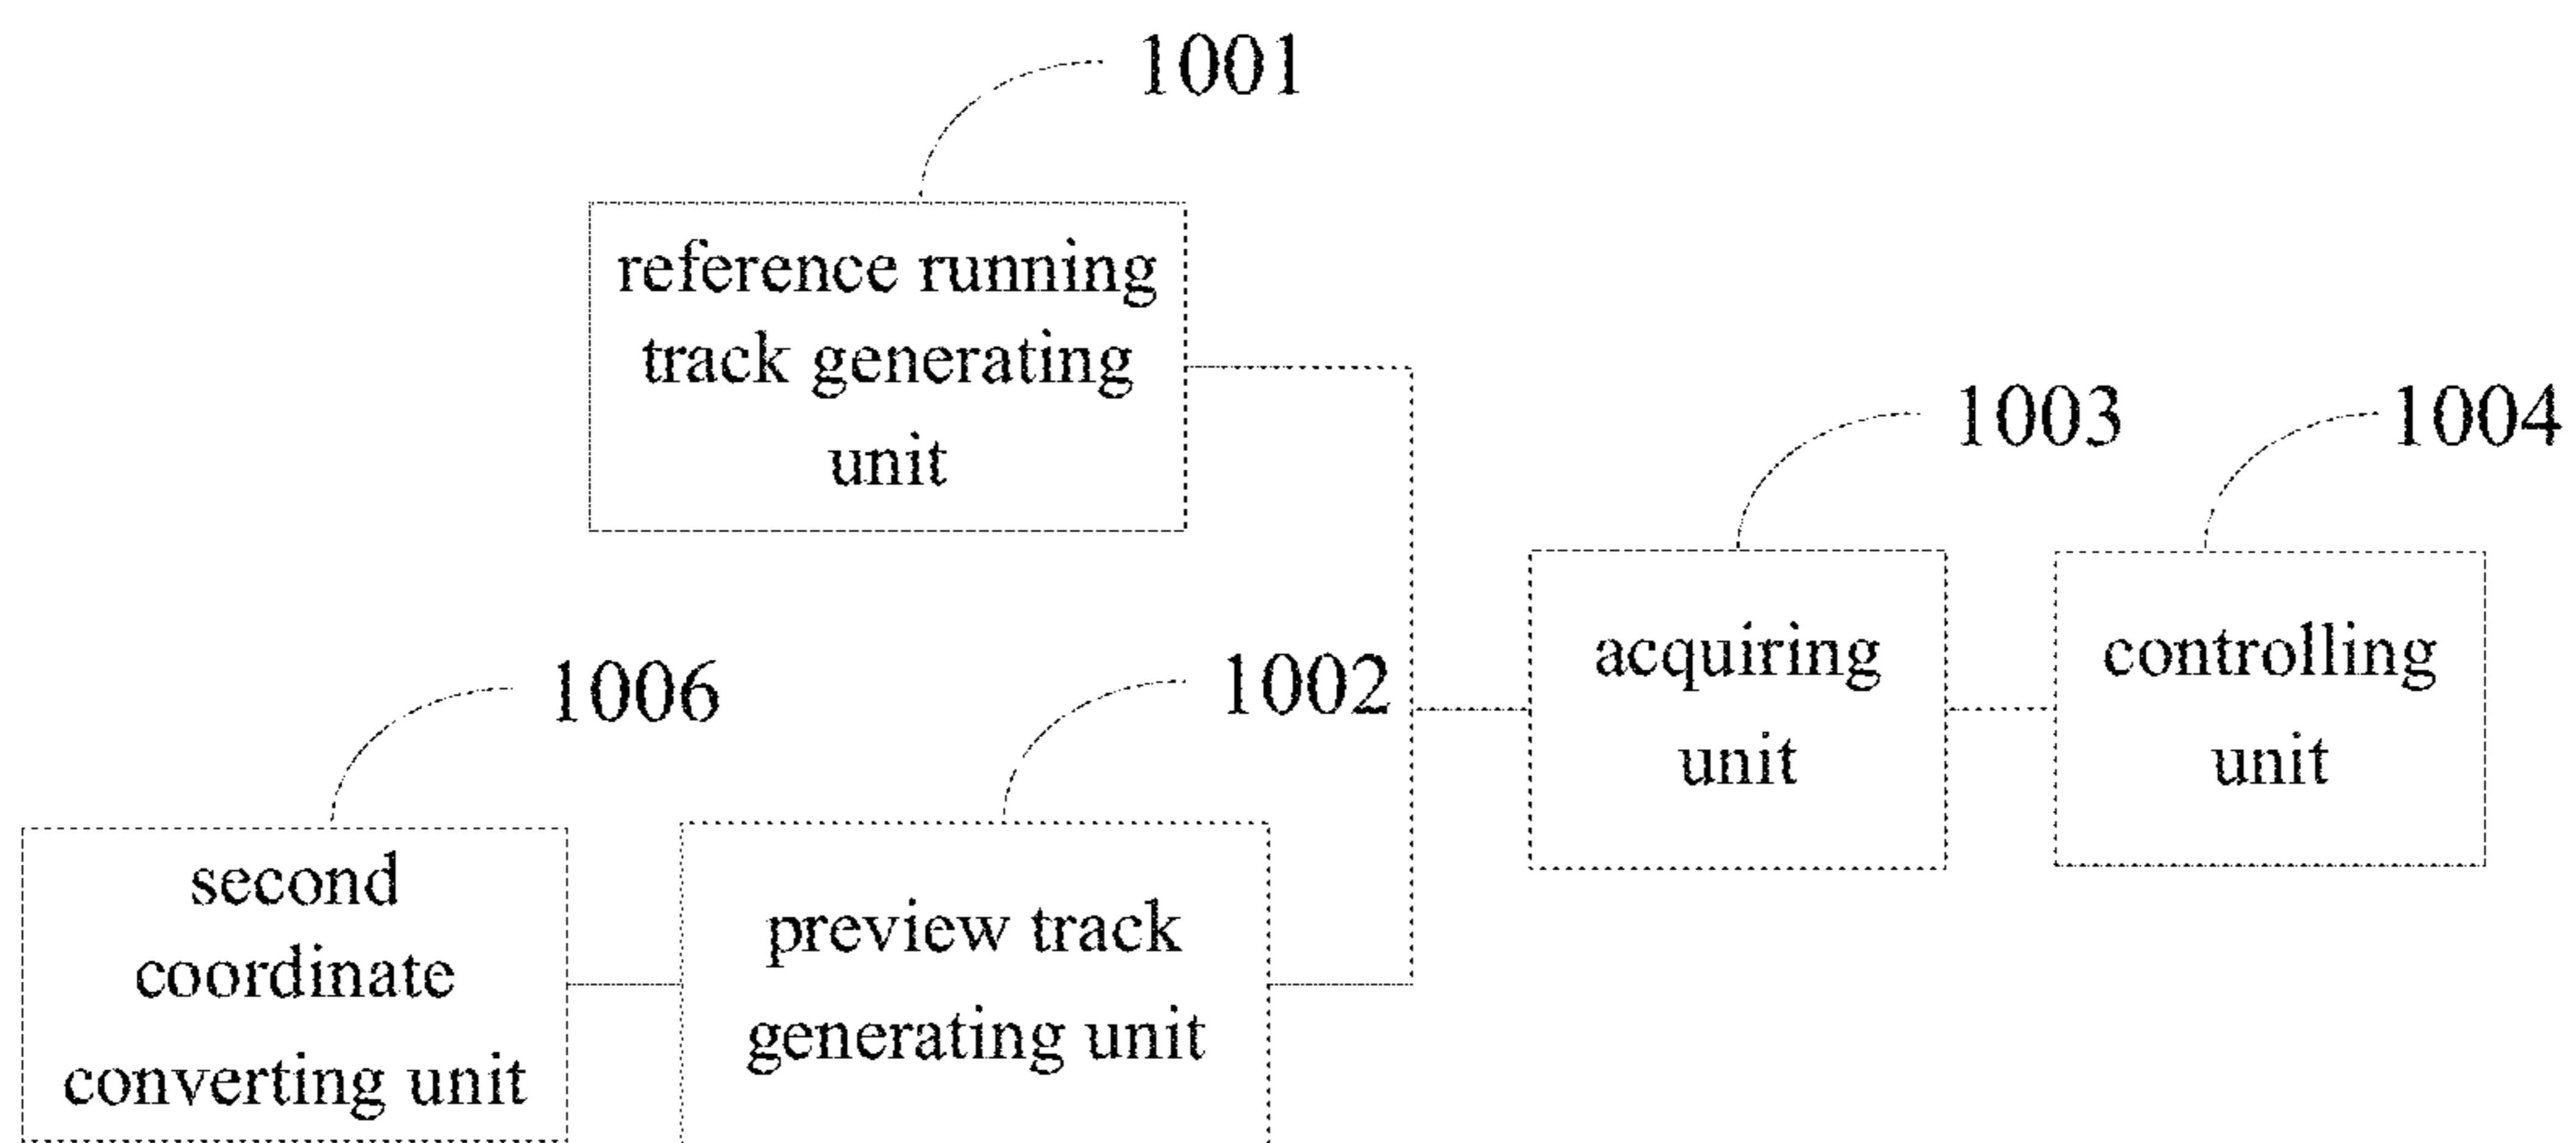 1001
reference running
track generating
unit
1003
1004
acquiring
unit
controlling
unit
1006
1002
second
coordinate
converting unit
preview track
generating unit